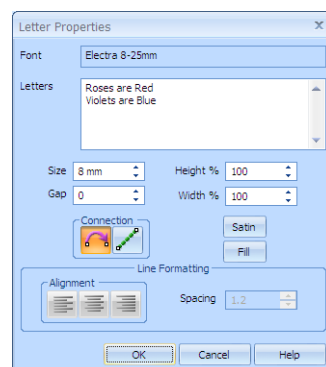 Letter Properties x
Font Electra 8-25mm
Letters Roses are Red
Violets are Blue
Size 8 mm Height % 100
Gap 0 Width % 100
Connection
Satin
Fill
Line Formatting
Alignment
Spacing 1.2
OK Cancel Help